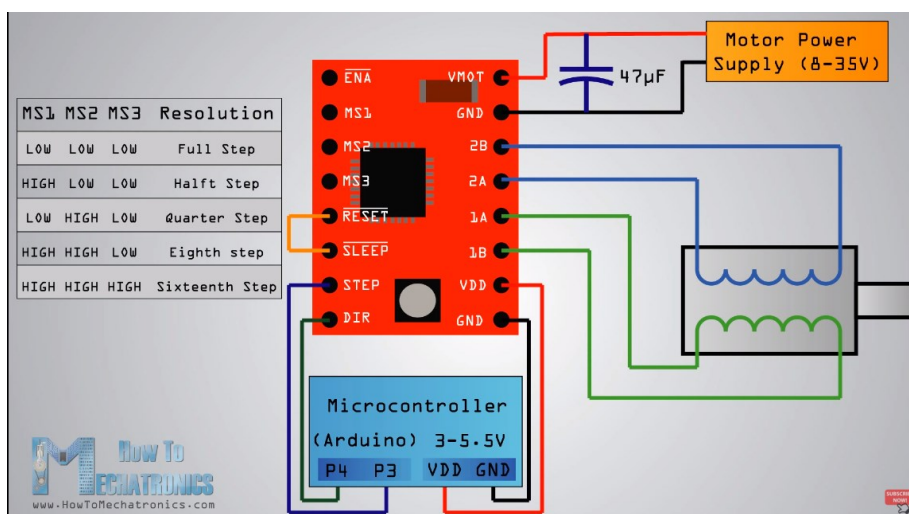 MS1 MS2 MS3 Resolution
LOW LOW LOW Full Step
HIGH LOW LOW Halft Step
LOW HIGH LOW Quarter Step
HIGH HIGH LOW Eighth step
HIGH HIGH HIGH Sixteenth Step
ENA
MS1
MS2
MS3
RESET
SLEEP
STEP
DIR
VMOT
GND
2B
2A
1A
1B
VDD
GND
47µF
Motor Power
Supply (8-35V)
Microcontroller
(Arduino) 3-5.5V
P4 P3 VDD GND
How To
MECHATRONICS
www.HowToMechatronics.com
SUBSCRIBE
NOW!